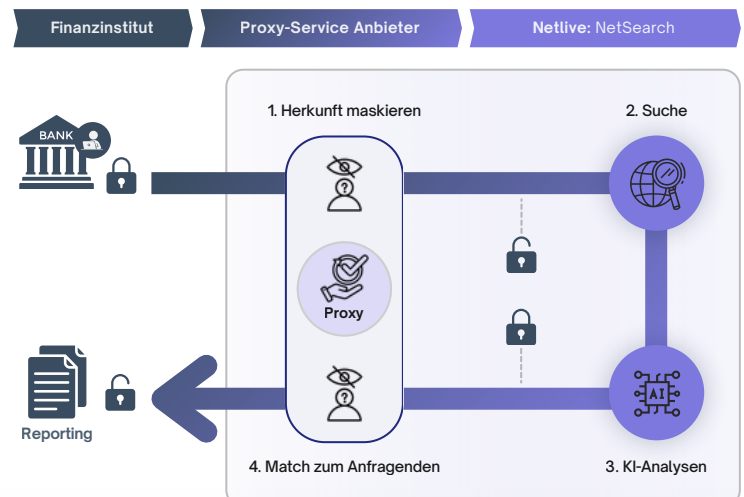 Finanzinstitut
Proxy-Service Anbieter
Netlive: NetSearch
1. Herkunft maskieren
2. Suche
BANK
?
Proxy
?
AI
Reporting
4. Match zum Anfragenden
3. KI-Analysen